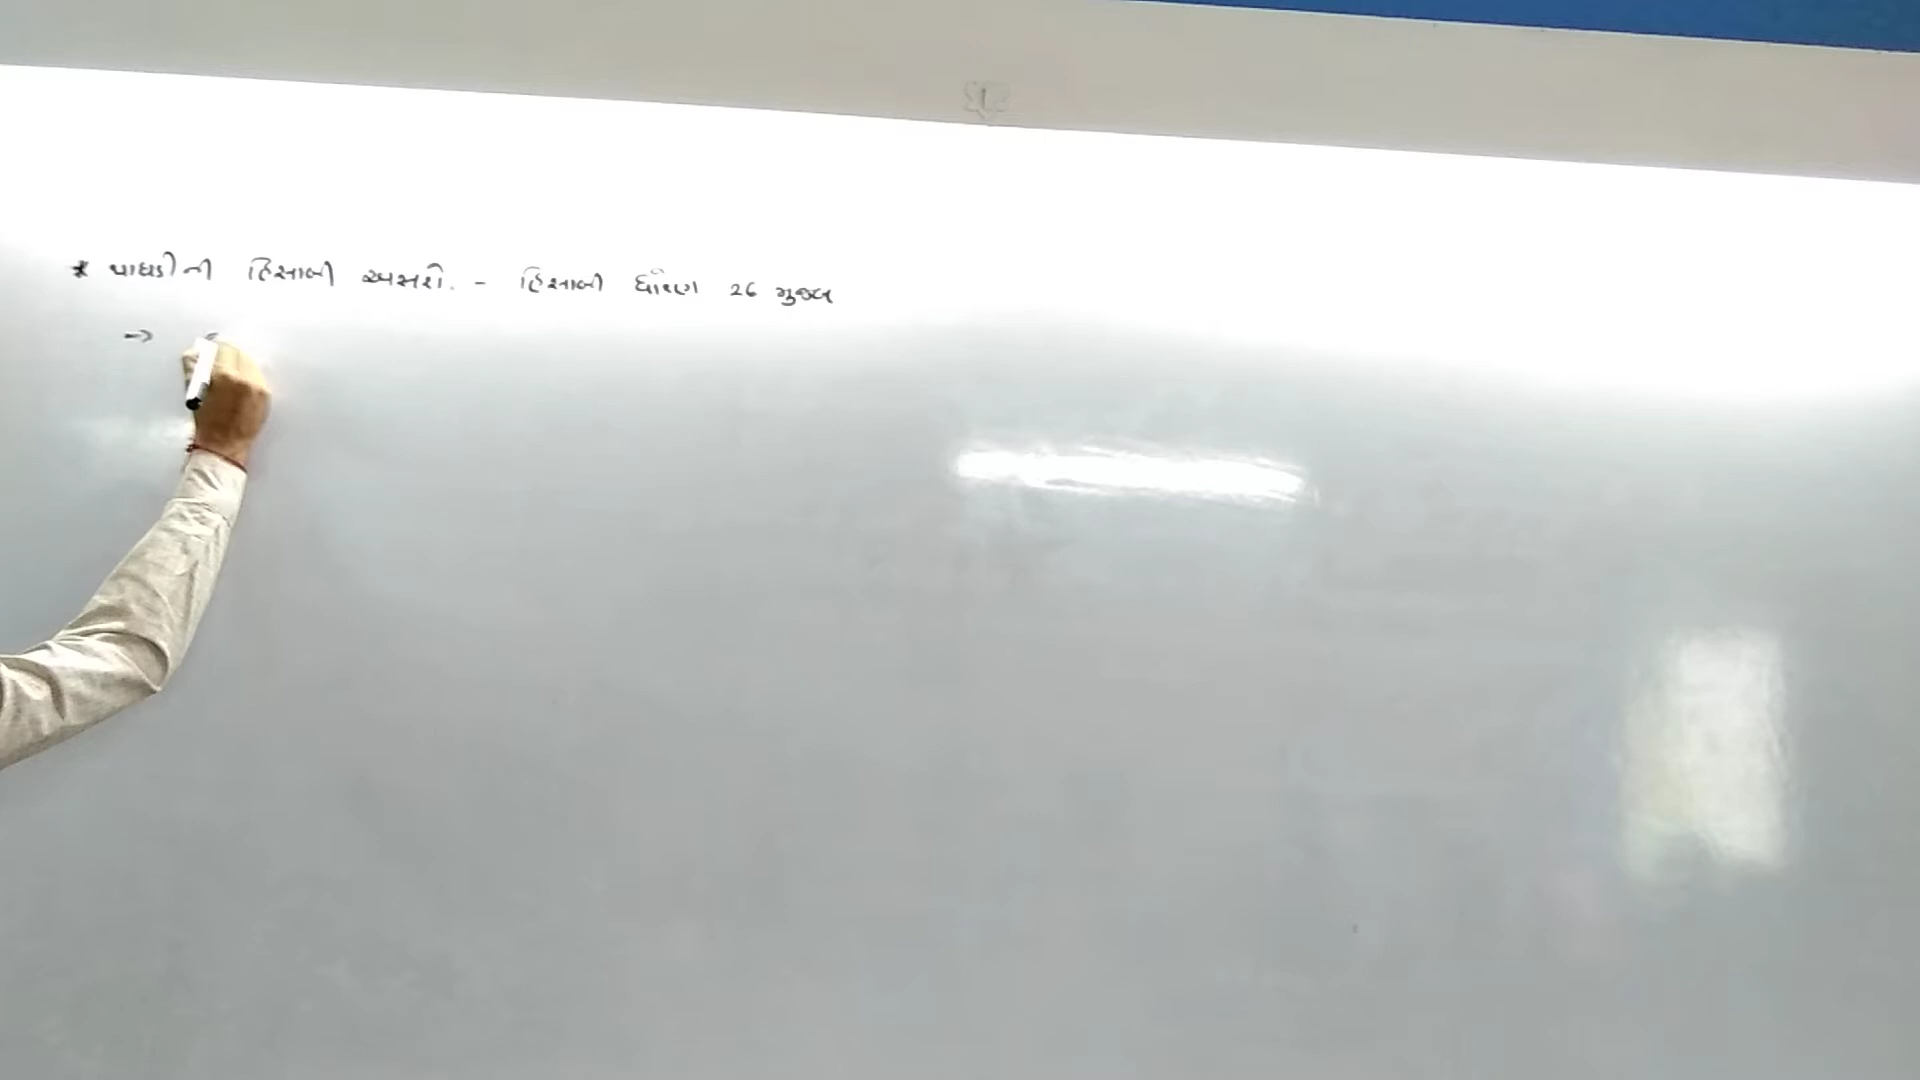 * પાઘડીની હિસાબી અસરો. - હિસાબી ધોરણ 26 મુજબ
→